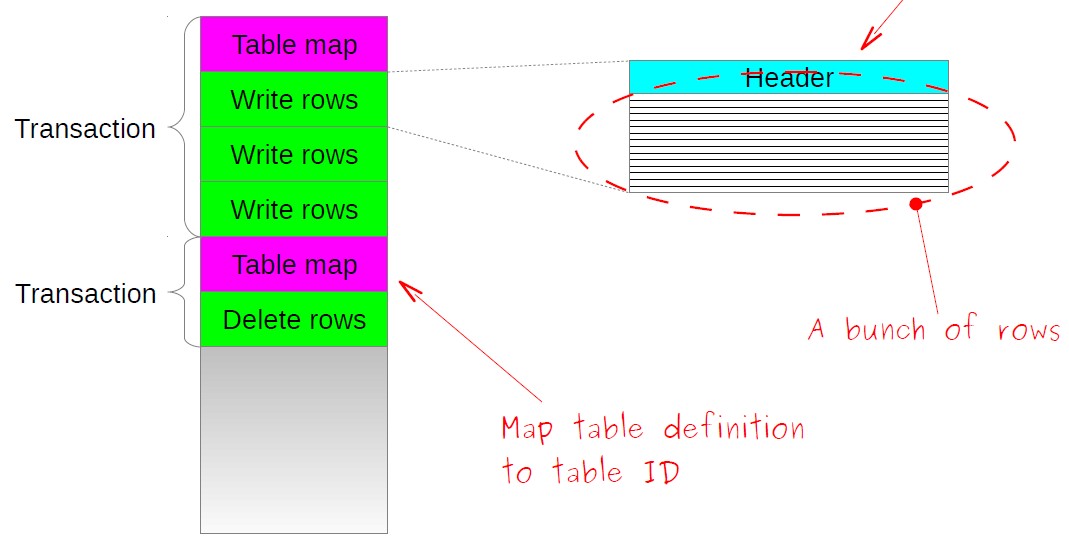 Table map
Write rows
Transaction
Write rows
Write rows
Table map
Transaction
Delete rows
Header
A bunch of rows
Map table definition
to table ID